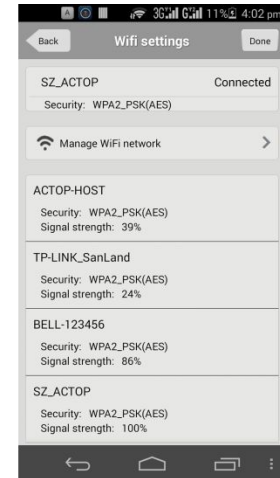 3G G 11% 4:02 pm
Back Wifi settings Done
SZ_ACTOP Connected
Security: WPA2_PSK(AES)
Manage WiFi network
ACTOP-HOST
Security: WPA2_PSK(AES)
Signal strength: 39%
TP-LINK_SanLand
Security: WPA2_PSK(AES)
Signal strength: 24%
BELL-123456
Security: WPA2_PSK(AES)
Signal strength: 86%
SZ_ACTOP
Security: WPA2_PSK(AES)
Signal strength: 100%